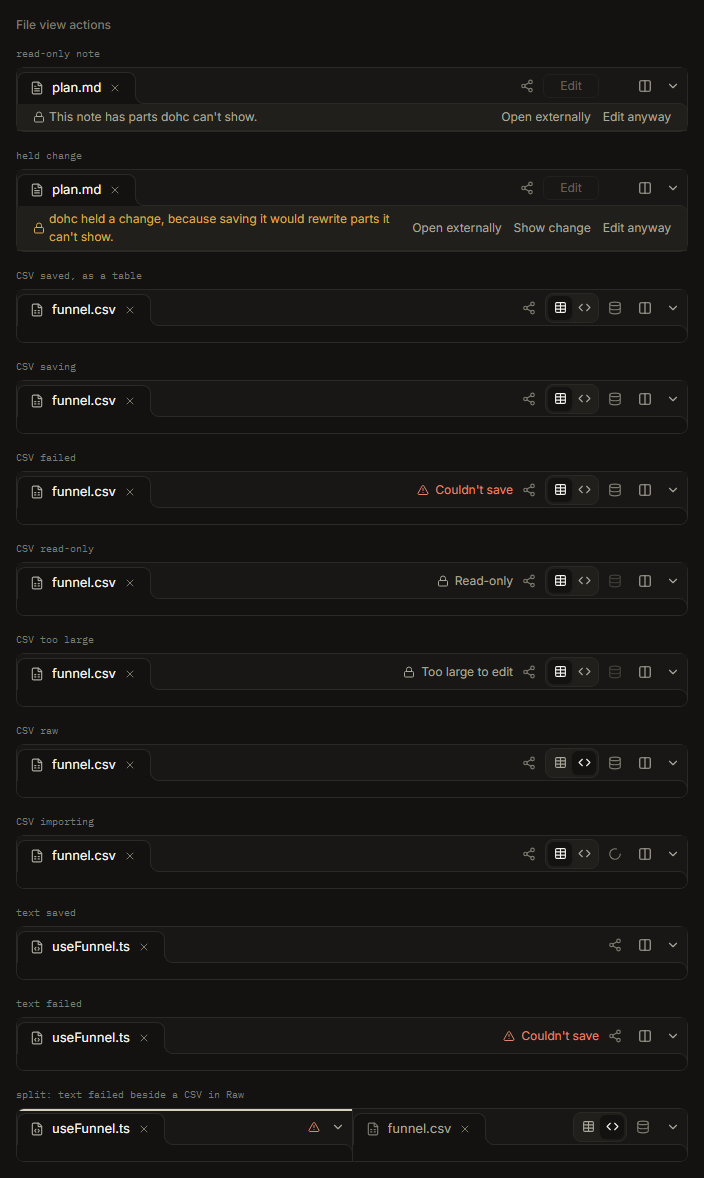 File view actions
read-only note
plan.md
Edit
This note has parts dohc can't show.
Open externally
Edit anyway
held change
plan.md
Edit
dohc held a change, because saving it would rewrite parts it
can't show.
Open externally
Show change
Edit anyway
CSV saved, as a table
funnel.csv
CSV saving
funnel.csv
CSV failed
funnel.csv
Couldn't save
CSV read-only
funnel.csv
Read-only
CSV too large
funnel.csv
Too large to edit
CSV raw
funnel.csv
CSV importing
funnel.csv
text saved
useFunnel.ts
text failed
useFunnel.ts
Couldn't save
split: text failed beside a CSV in Raw
useFunnel.ts
funnel.csv